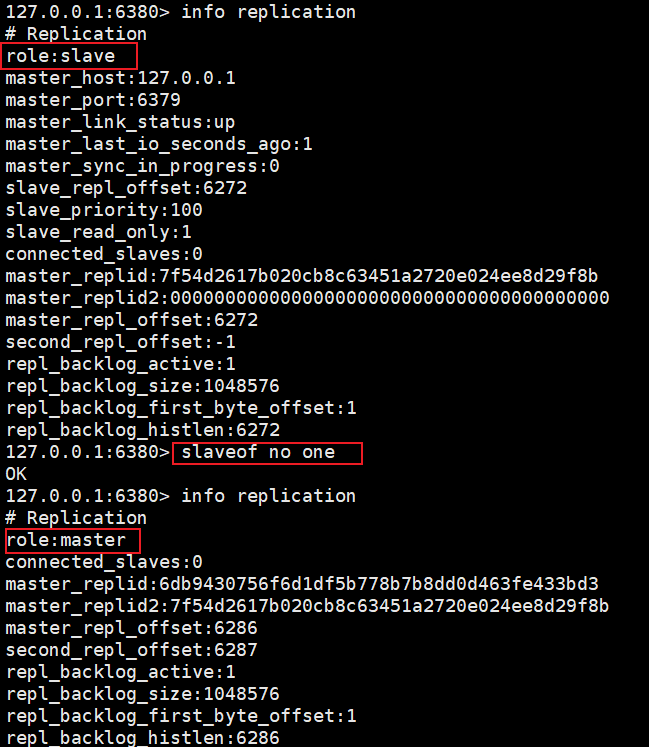 127.0.0.1:6380> info replication
# Replication
role:slave
master_host:127.0.0.1
master_port:6379
master_link_status:up
master_last_io_seconds_ago:1
master_sync_in_progress:0
slave_repl_offset:6272
slave_priority:100
slave_read_only:1
connected_slaves:0
master_replid:7f54d2617b020cb8c63451a2720e024ee8d29f8b
master_replid2:0000000000000000000000000000000000000000
master_repl_offset:6272
second_repl_offset:-1
repl_backlog_active:1
repl_backlog_size:1048576
repl_backlog_first_byte_offset:1
repl_backlog_histlen:6272
127.0.0.1:6380> slaveof no one
OK
127.0.0.1:6380> info replication
# Replication
role:master
connected_slaves:0
master_replid:6db9430756f6d1df5b778b7b8dd0d463fe433bd3
master_replid2:7f54d2617b020cb8c63451a2720e024ee8d29f8b
master_repl_offset:6286
second_repl_offset:6287
repl_backlog_active:1
repl_backlog_size:1048576
repl_backlog_first_byte_offset:1
repl_backlog_histlen:6286